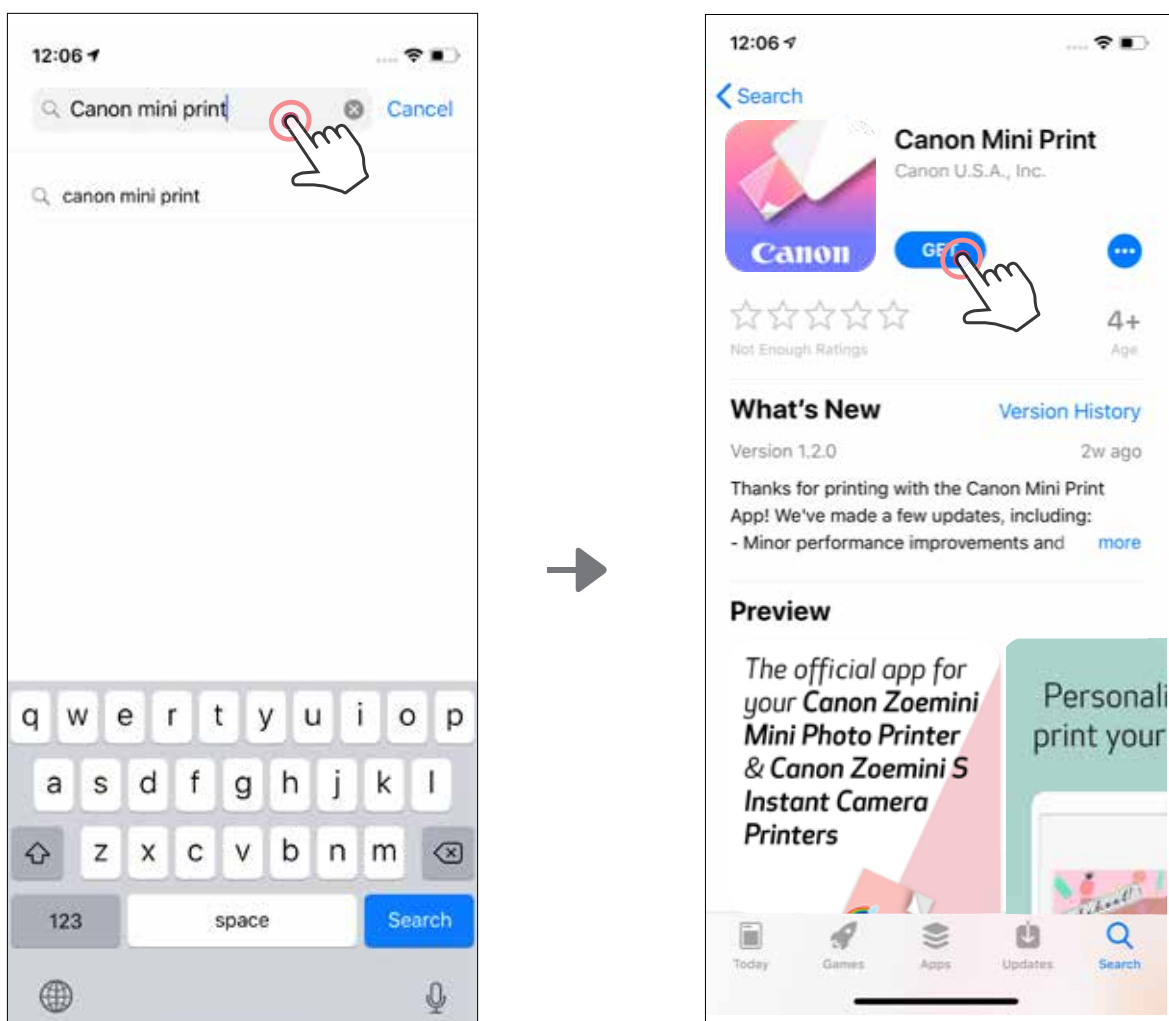 12:06
Canon mini print
Cancel
canon mini print
q w e r t y u i o p
a s d f g h j k l
z x c v b n m
123 space Search
12:06
Search
Canon Mini Print
Canon U.S.A., Inc.
Canon
GET
4+
Not Enough Ratings
Age
What's New
Version History
Version 1.2.0
2w ago
Thanks for printing with the Canon Mini Print
App! We've made a few updates, including:
- Minor performance improvements and more
Preview
The official app for
your Canon Zoemini
Mini Photo Printer
& Canon Zoemini S
Instant Camera
Printers
Personali
print your
Today Games Apps Updates Search